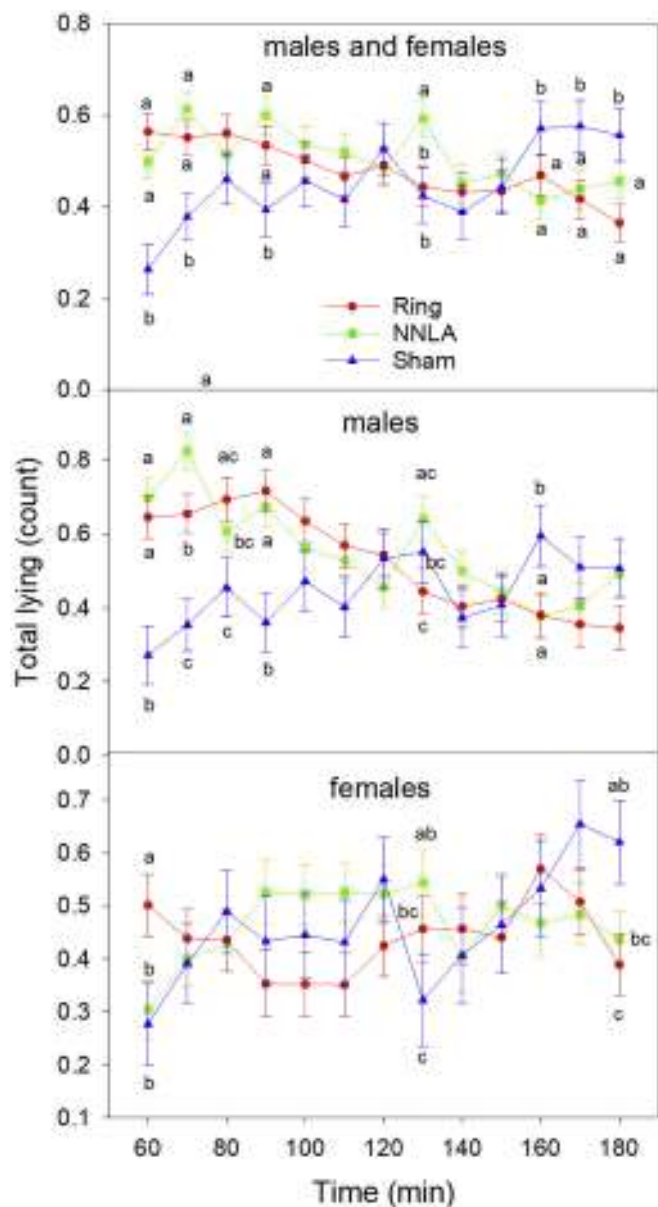 0.8
males and females
a a a a b b b
0.6
a a b a a a
0.4
a b b b a a a
0.2
b
Ring
NNLA
Sham
0.0
a
males
a a ac a ac b
0.8
0.6
a b bc a bc
0.4
c c b c a a
0.2
b
Total lying (count)
0.0
females
ab ab
0.7
a
0.6
0.5
bc bc
0.4
b
0.3
c c
0.2
b
0.1
60 80 100 120 140 160 180
Time (min)